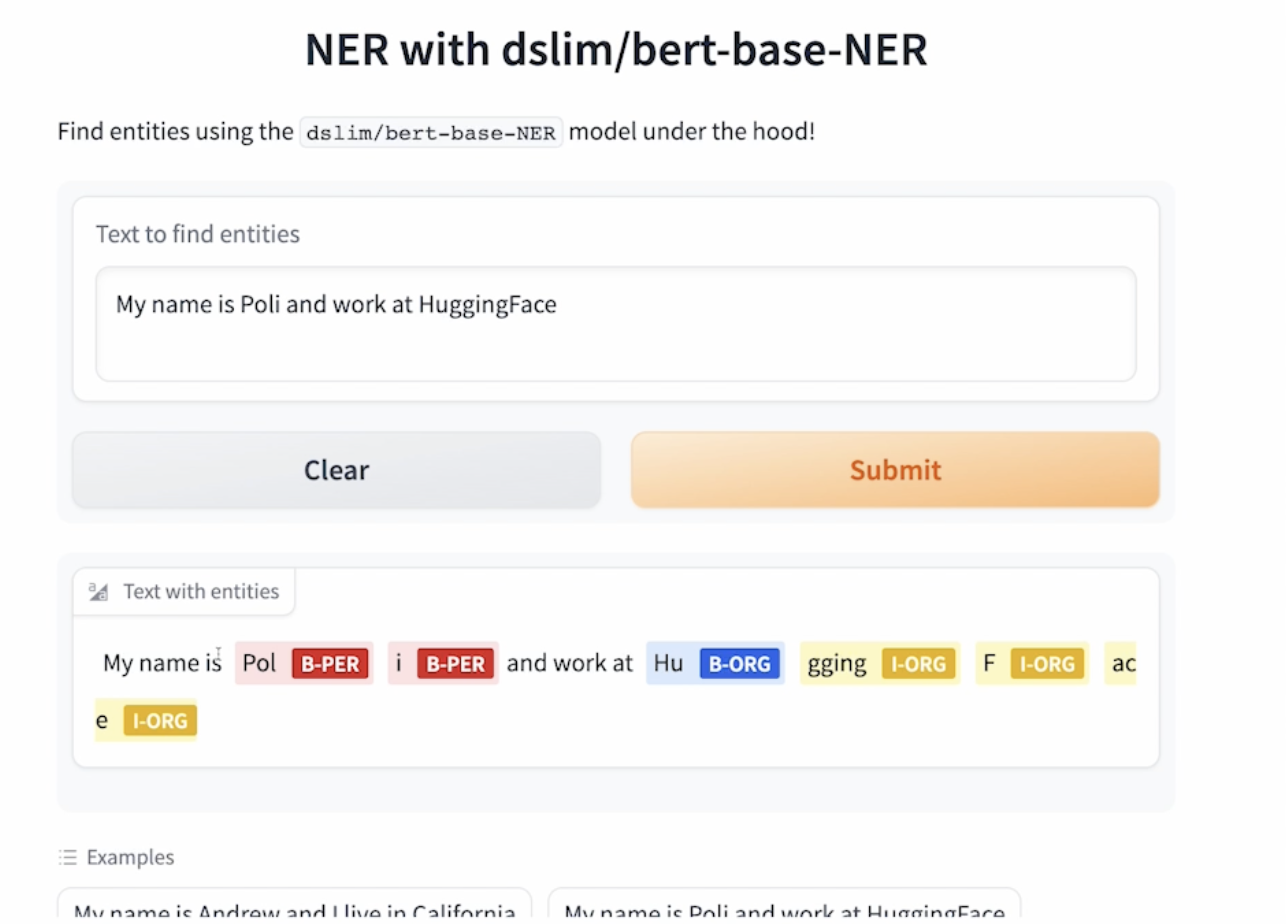 NER with dslim/bert-base-NER
Find entities using the dslim/bert-base-NER model under the hood!
Text to find entities
My name is Poli and work at HuggingFace
Clear
Submit
Text with entities
My name is Pol B-PER i B-PER and work at Hu B-ORG gging I-ORG F I-ORG ac
e I-ORG
Examples
My name is Andrew and I live in California
My name is Poli and work at HuggingFace